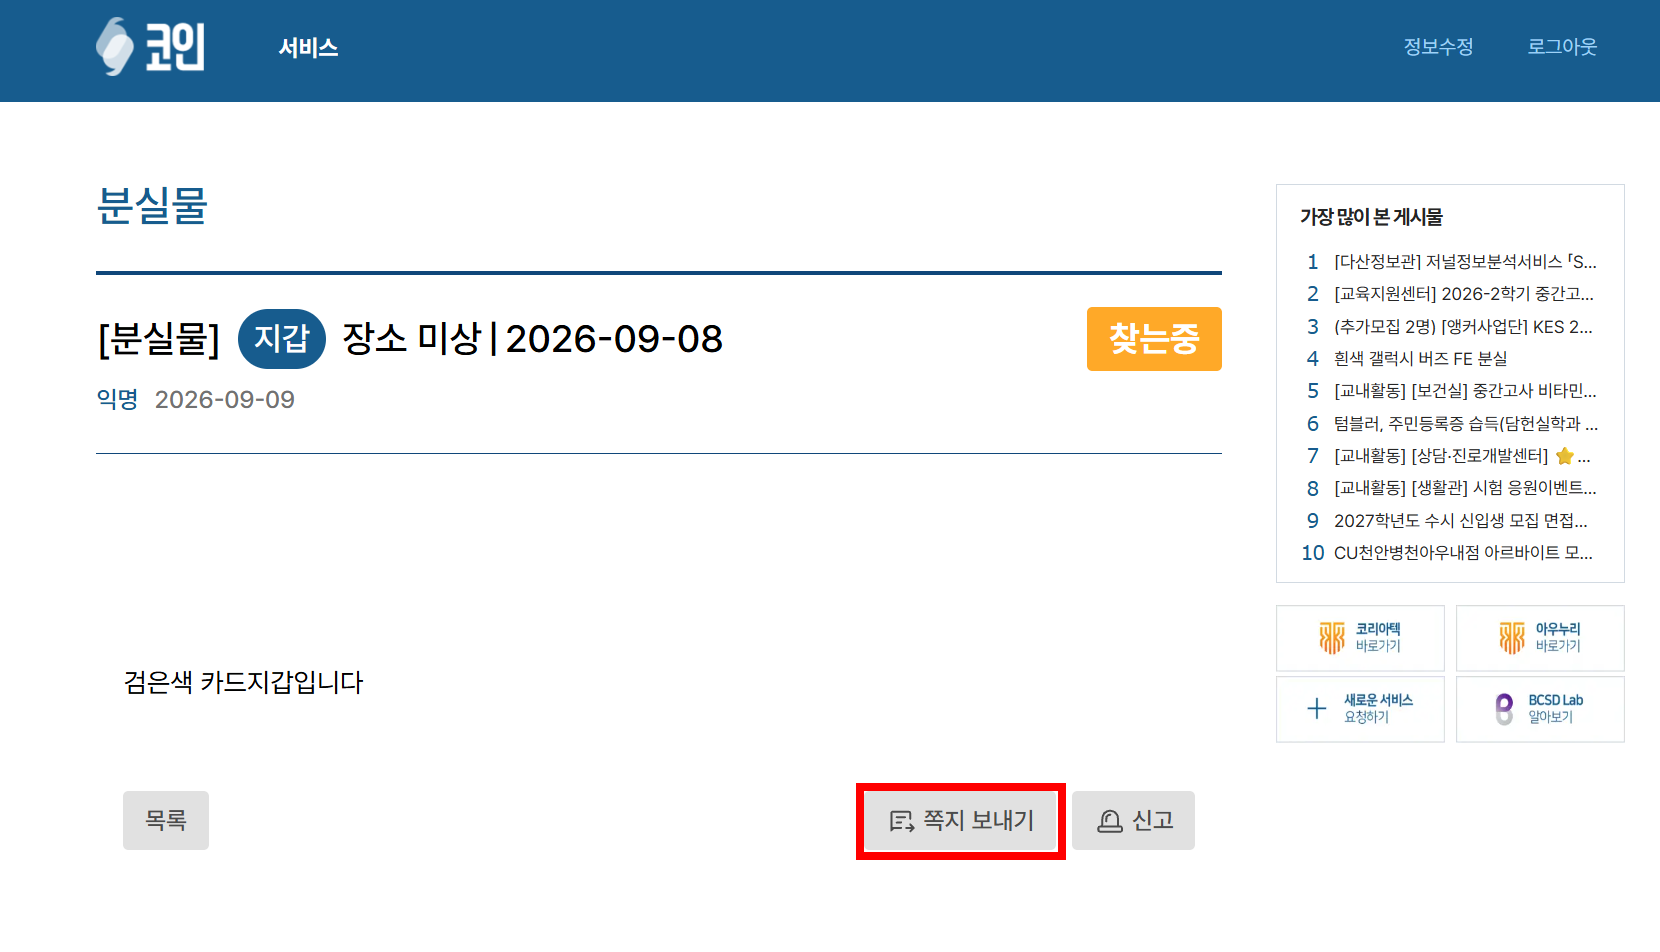 코인
서비스
정보수정
로그아웃
분실물
[분실물] 지갑 장소 미상 | 2026-09-08
찾는중
익명 2026-09-09
검은색 카드지갑입니다
목록
쪽지 보내기
신고
가장 많이 본 게시물
1 [다산정보관] 저널정보분석서비스 「S...
2 [교육지원센터] 2026-2학기 중간고...
3 (추가모집 2명) [앵커사업단] KES 2...
4 흰색 갤럭시 버즈 FE 분실
5 [교내활동] [보건실] 중간고사 비타민...
6 텀블러, 주민등록증 습득(담헌실학과 ...
7 [교내활동] [상담·진로개발센터] ⭐...
8 [교내활동] [생활관] 시험 응원이벤트...
9 2027학년도 수시 신입생 모집 면접...
10 CU천안병천아우내점 아르바이트 모...
코리아텍
바로가기
아우누리
바로가기
새로운 서비스
요청하기
BCSD Lab
알아보기